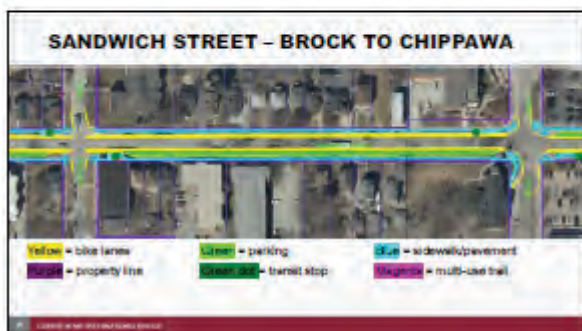 SANDWICH STREET – BROCK TO CHIPPAWA
Yellow = bike lanes
Green = parking
Blue = sidewalk/pavement
Purple = property line
Green dot = transit stop
Magenta = multi-use trail